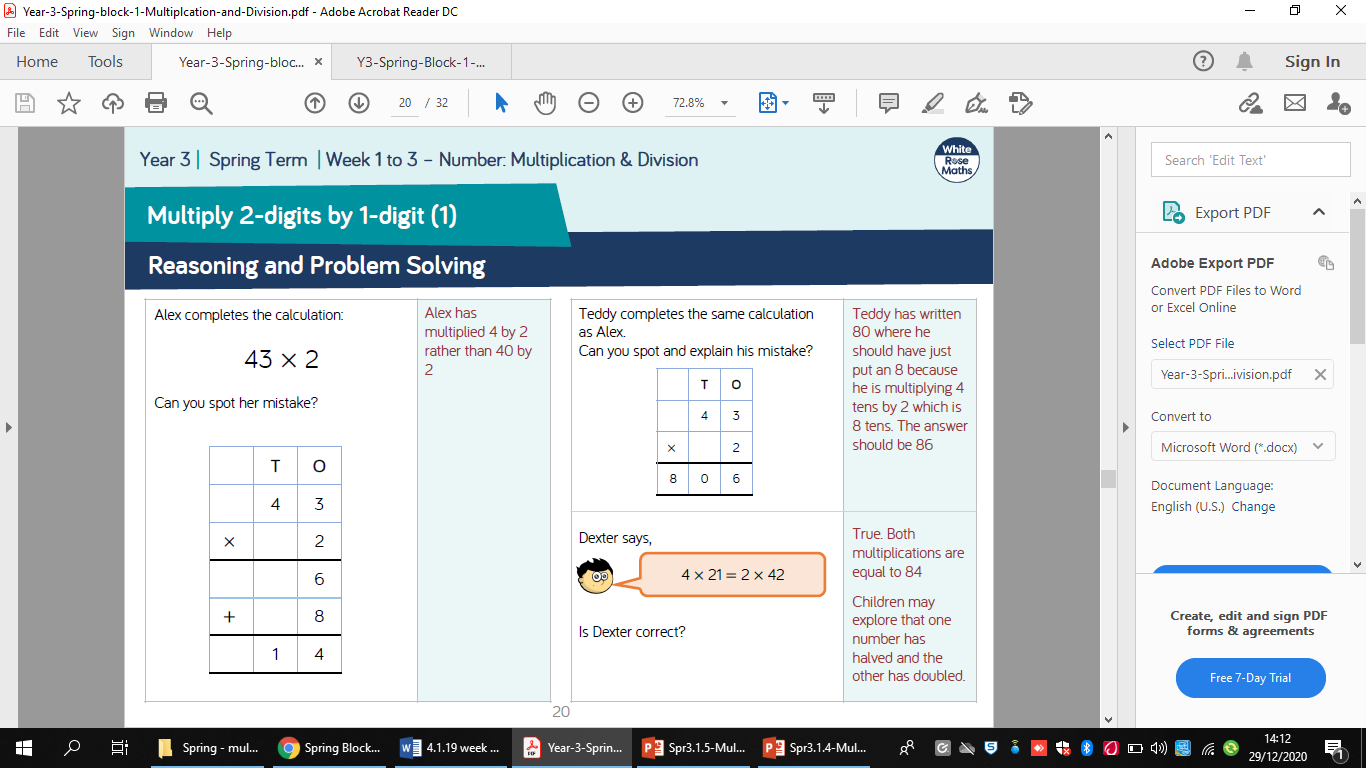 Year-3-Spring-block-1-Multiplcation-and-Division.pdf - Adobe Acrobat Reader DC
File Edit View Sign Window Help
Home Tools Year-3-Spring-bloc... × Y3-Spring-Block-1-... Sign In
20 / 32 72.8%
Year 3 | Spring Term | Week 1 to 3 – Number: Multiplication & Division
White
Rose
Maths
Multiply 2-digits by 1-digit (1)
Reasoning and Problem Solving
Alex completes the calculation:
43 × 2
Can you spot her mistake?
T O
4 3
× 2
6
+ 8
1 4
Alex has
multiplied 4 by 2
rather than 40 by
2
Teddy completes the same calculation
as Alex.
Can you spot and explain his mistake?
T O
4 3
× 2
8 0 6
Teddy has written
80 where he
should have just
put an 8 because
he is multiplying 4
tens by 2 which is
8 tens. The answer
should be 86
Dexter says,
4 × 21 = 2 × 42
Is Dexter correct?
True. Both
multiplications are
equal to 84
Children may
explore that one
number has
halved and the
other has doubled.
20
Search 'Edit Text'
Export PDF
Adobe Export PDF
Convert PDF Files to Word
or Excel Online
Select PDF File
Year-3-Spri...ivision.pdf
Convert to
Microsoft Word (*.docx)
Document Language:
English (U.S.) Change
Create, edit and sign PDF
forms & agreements
Free 7-Day Trial
Spring - mul... Spring Block... 4.1.19 week ... Year-3-Sprin... Spr3.1.5-Mul... Spr3.1.4-Mul...
14:12
29/12/2020
1